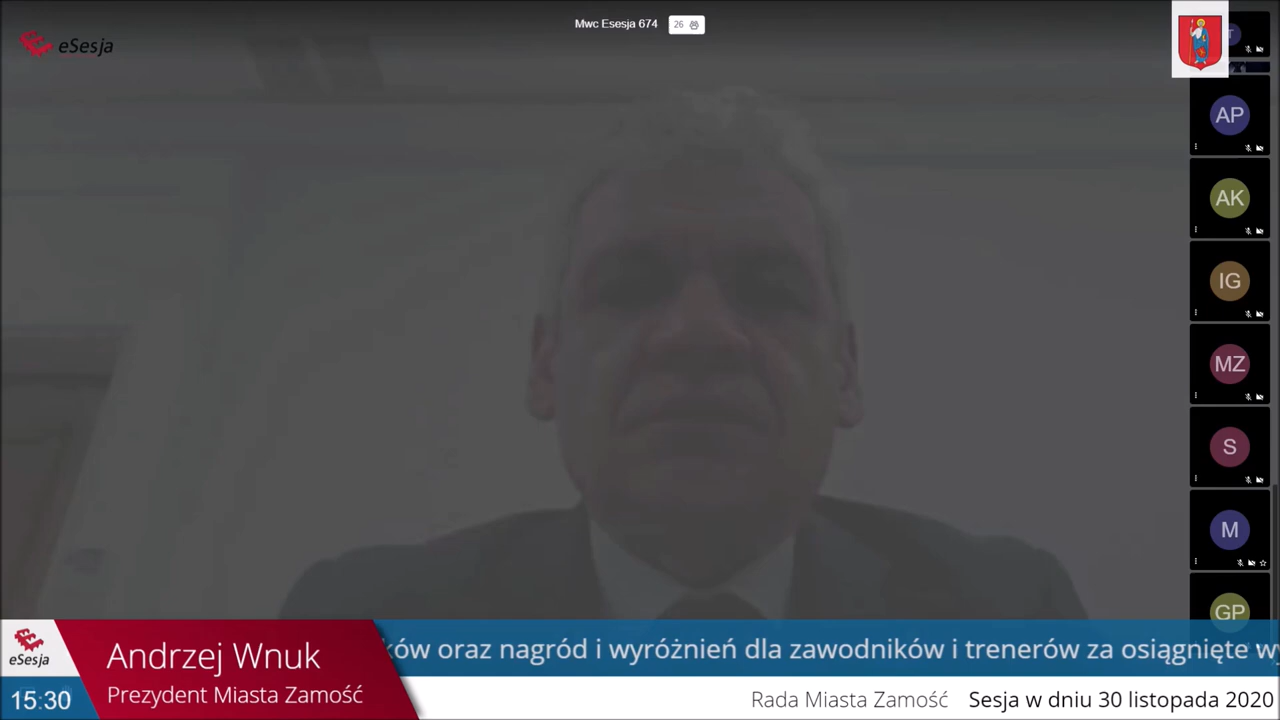 Mwc Esesja 674 26
eSesja
T
AP
AK
IG
MZ
S
M
GP
eSesja
Andrzej Wnuk
Prezydent Miasta Zamość
ków oraz nagród i wyróżnień dla zawodników i trenerów za osiągnięte wy
15:30
Rada Miasta Zamość Sesja w dniu 30 listopada 2020